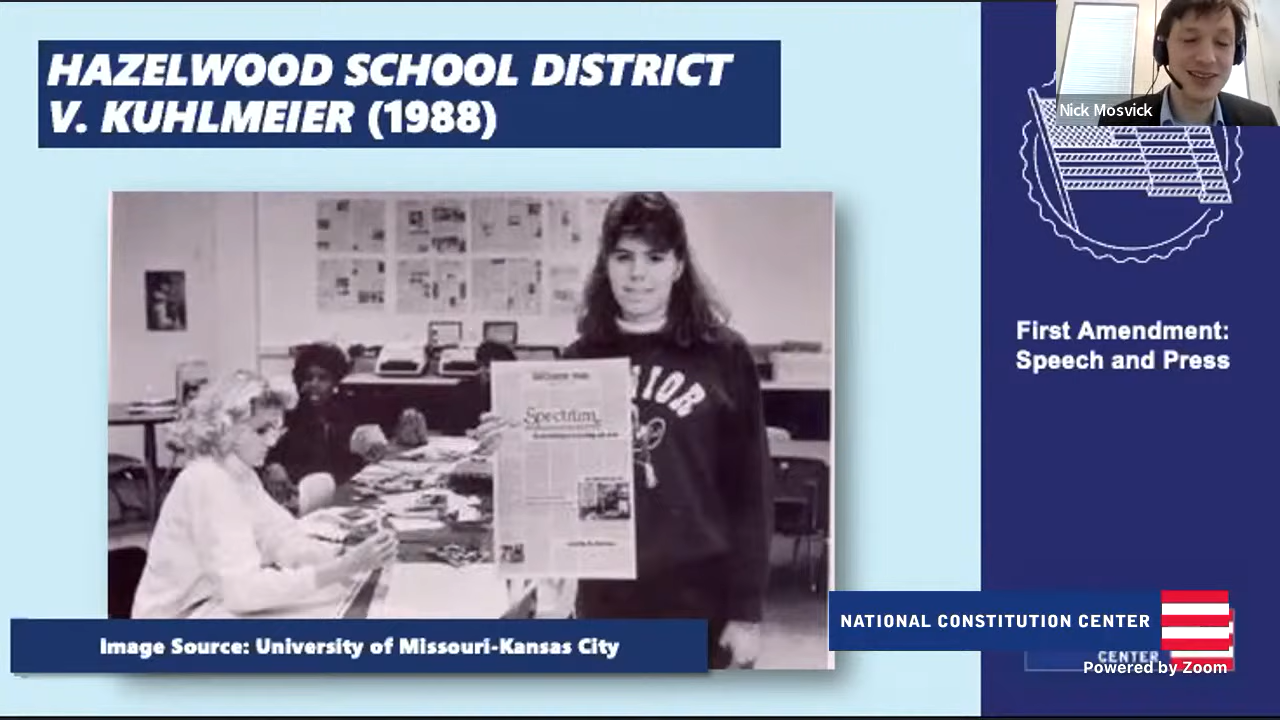 HAZELWOOD SCHOOL DISTRICT
V. KUHLMEIER (1988)
Nick Mosvick
First Amendment:
Speech and Press
Spectrum
Image Source: University of Missouri-Kansas City
NATIONAL CONSTITUTION CENTER
CENTER
Powered by Zoom